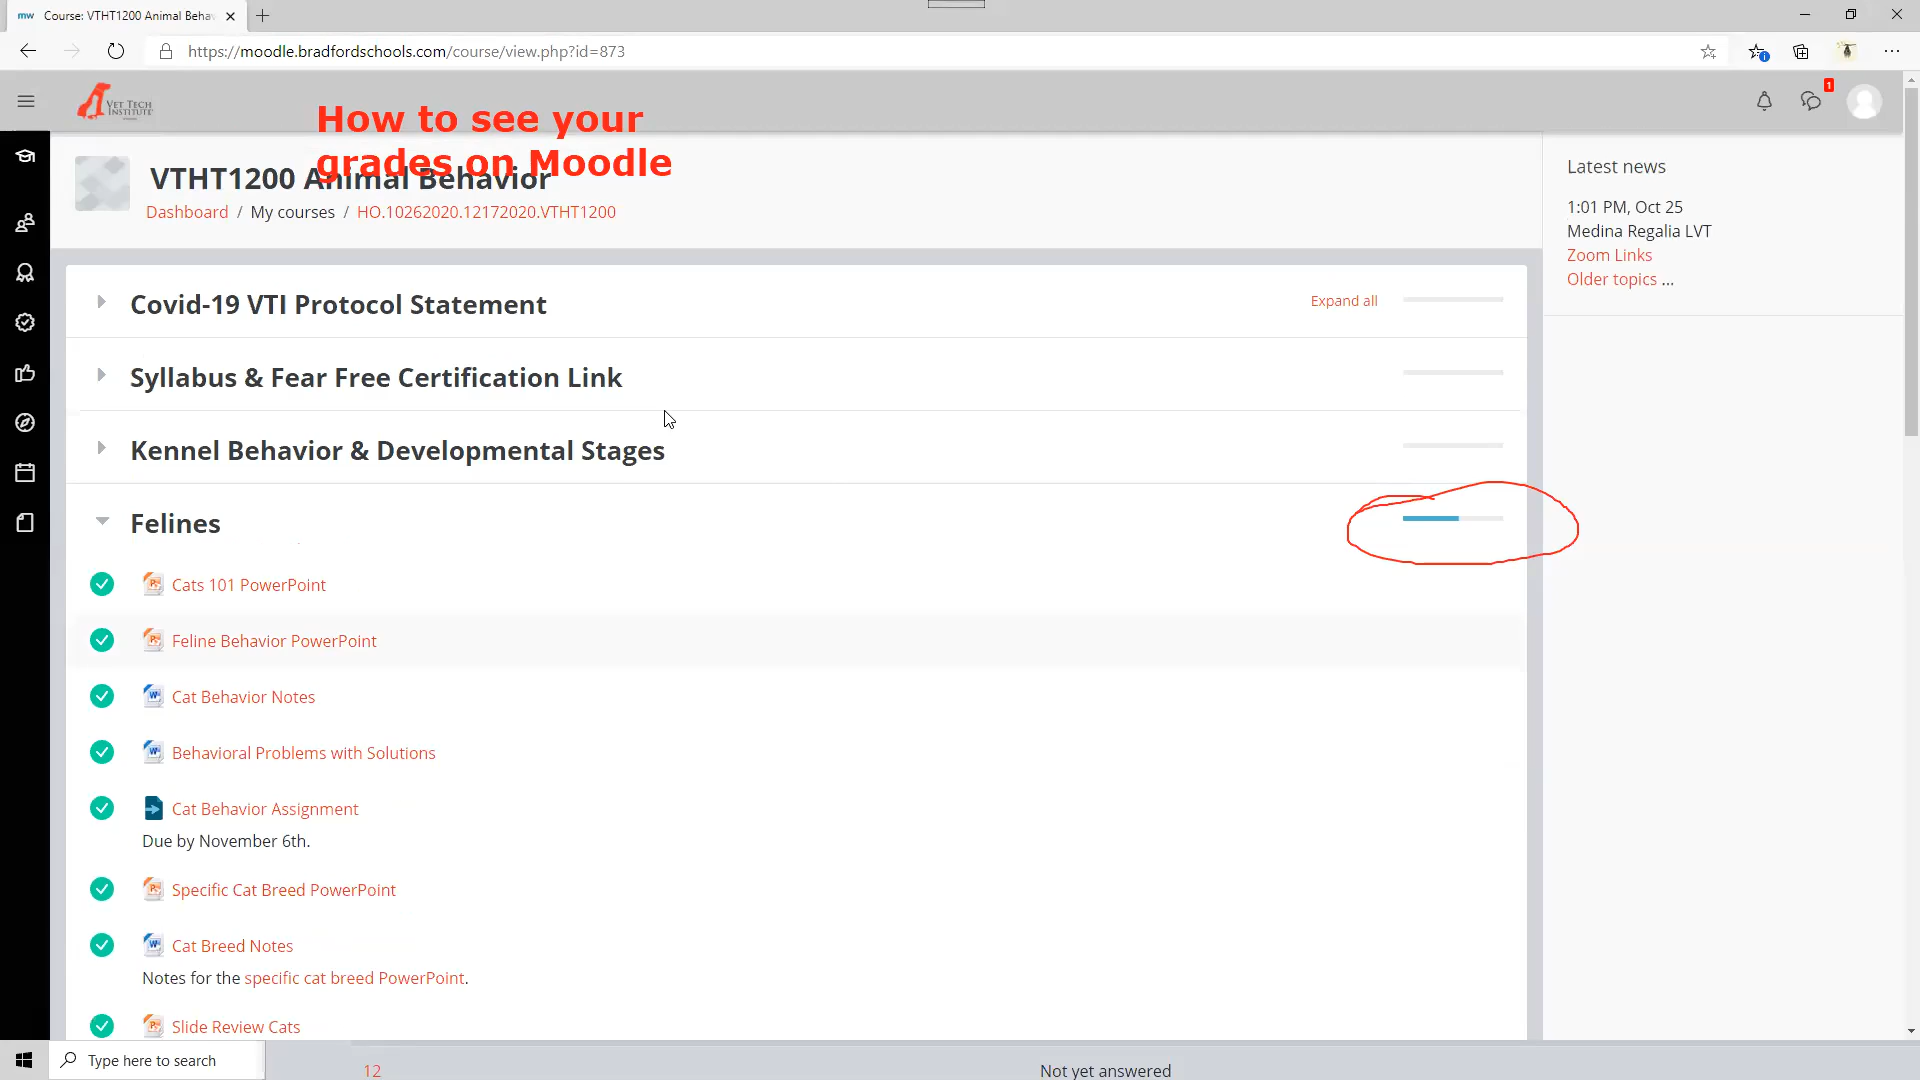 mw Course: VTHT1200 Animal Behav
https://moodle.bradfordschools.com/course/view.php?id=873
VET TECH
INSTITUTE
1
How to see your
grades on Moodle
VTHT1200 Animal Behavior
Dashboard / My courses / HO.10262020.12172020.VTHT1200
Latest news
1:01 PM, Oct 25
Medina Regalia LVT
Zoom Links
Older topics ...
Covid-19 VTI Protocol Statement
Expand all
Syllabus & Fear Free Certification Link
Kennel Behavior & Developmental Stages
Felines
Cats 101 PowerPoint
Feline Behavior PowerPoint
Cat Behavior Notes
Behavioral Problems with Solutions
Cat Behavior Assignment
Due by November 6th.
Specific Cat Breed PowerPoint
Cat Breed Notes
Notes for the specific cat breed PowerPoint.
Slide Review Cats
Type here to search
12
Not yet answered